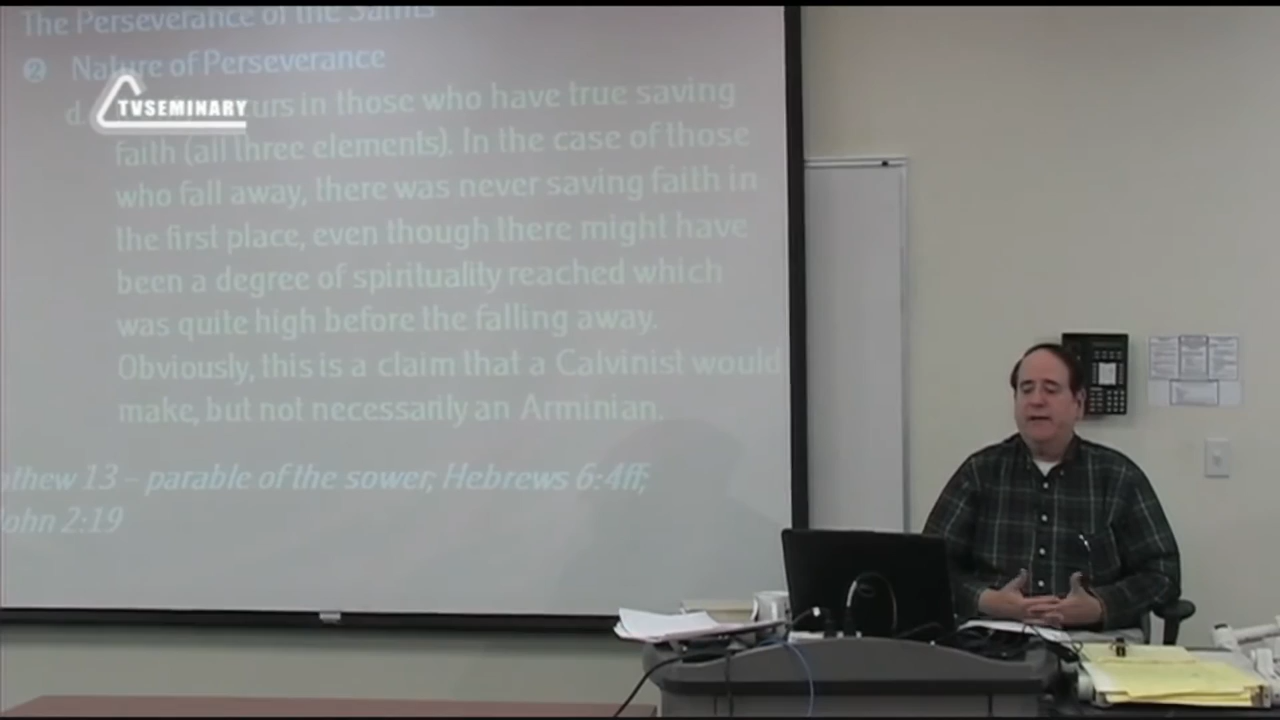 The Perseverance of the Saints
2 Nature of Perseverance
d. TVSEMINARY urs in those who have true saving
faith (all three elements). In the case of those
who fall away, there was never saving faith in
the first place, even though there might have
been a degree of spirituality reached which
was quite high before the falling away.
Obviously, this is a claim that a Calvinist would
make, but not necessarily an Arminian.
thew 13 – parable of the sower, Hebrews 6:4ff;
John 2:19